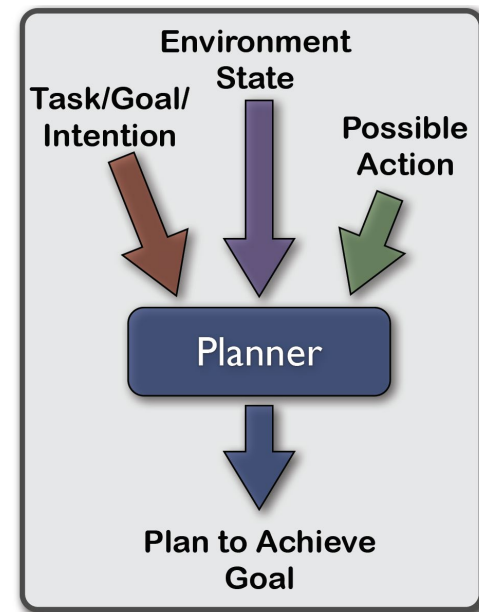 Environment
State
Task/Goal/
Intention
Possible
Action
Planner
Plan to Achieve
Goal